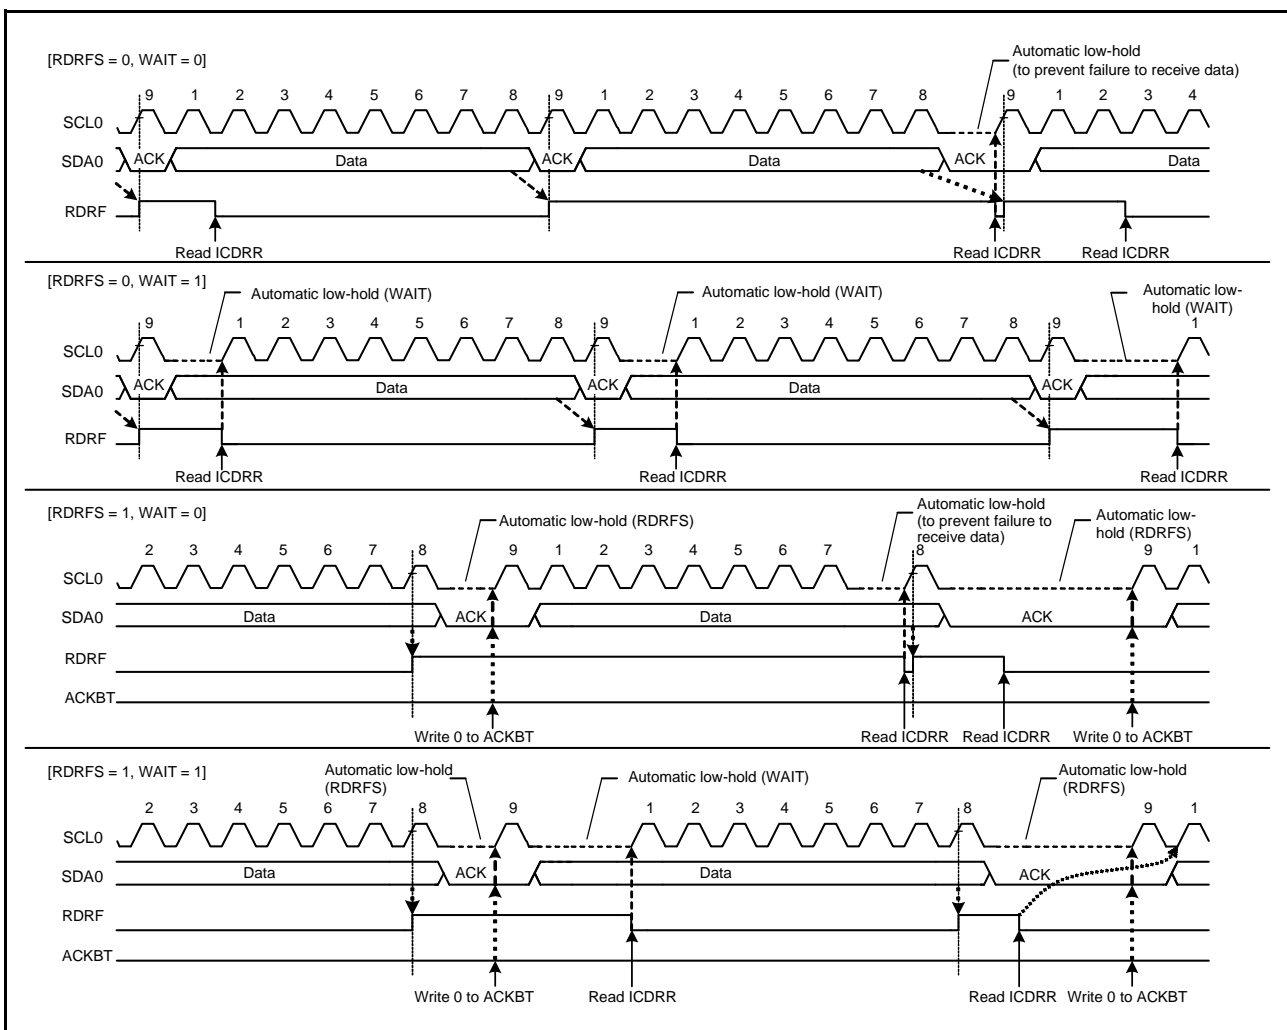 [RDRFS = 0, WAIT = 0]
Automatic low-hold
(to prevent failure to receive data)
9 1 2 3 4 5 6 7 8 9 1 2 3 4 5 6 7 8 9 1 2 3 4
SCL0
SDA0 ACK Data ACK Data ACK Data
RDRF
Read ICDRR Read ICDRR Read ICDRR
[RDRFS = 0, WAIT = 1]
Automatic low-hold (WAIT) Automatic low-hold (WAIT) Automatic low-
hold (WAIT)
9 1 2 3 4 5 6 7 8 9 1 2 3 4 5 6 7 8 9 1
SCL0
SDA0 ACK Data ACK Data ACK
RDRF
Read ICDRR Read ICDRR Read ICDRR
[RDRFS = 1, WAIT = 0]
Automatic low-hold (RDRFS) Automatic low-hold
(to prevent failure to
receive data)
Automatic low-
hold (RDRFS)
2 3 4 5 6 7 8 9 1 2 3 4 5 6 7 8 9 1
SCL0
SDA0 Data ACK Data ACK
RDRF
ACKBT
Write 0 to ACKBT Read ICDRR Read ICDRR Write 0 to ACKBT
[RDRFS = 1, WAIT = 1]
Automatic low-hold
(RDRFS)
Automatic low-hold (WAIT)
Automatic low-hold
(RDRFS)
2 3 4 5 6 7 8 9 1 2 3 4 5 6 7 8 9 1
SCL0
SDA0 Data ACK Data ACK
RDRF
ACKBT
Write 0 to ACKBT Read ICDRR Read ICDRR Write 0 to ACKBT